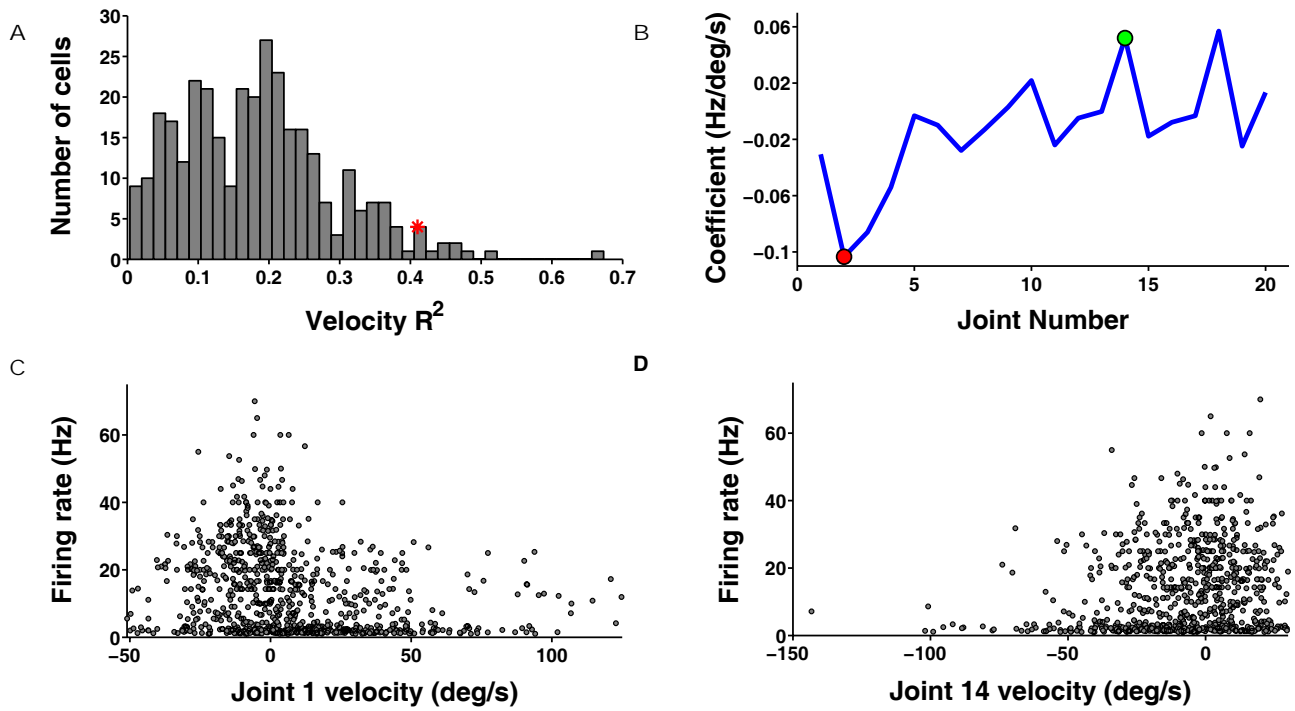 A
Number of cells
30
25
20
15
10
5
0
0 0.1 0.2 0.3 0.4 0.5 0.6 0.7
Velocity R²
B
Coefficient (Hz/deg/s)
0.06
0.02
−0.02
−0.06
−0.1
0 5 10 15 20
Joint Number
C
Firing rate (Hz)
60
40
20
0
−50 0 50 100
Joint 1 velocity (deg/s)
D
Firing rate (Hz)
60
40
20
0
−150 −100 −50 0
Joint 14 velocity (deg/s)